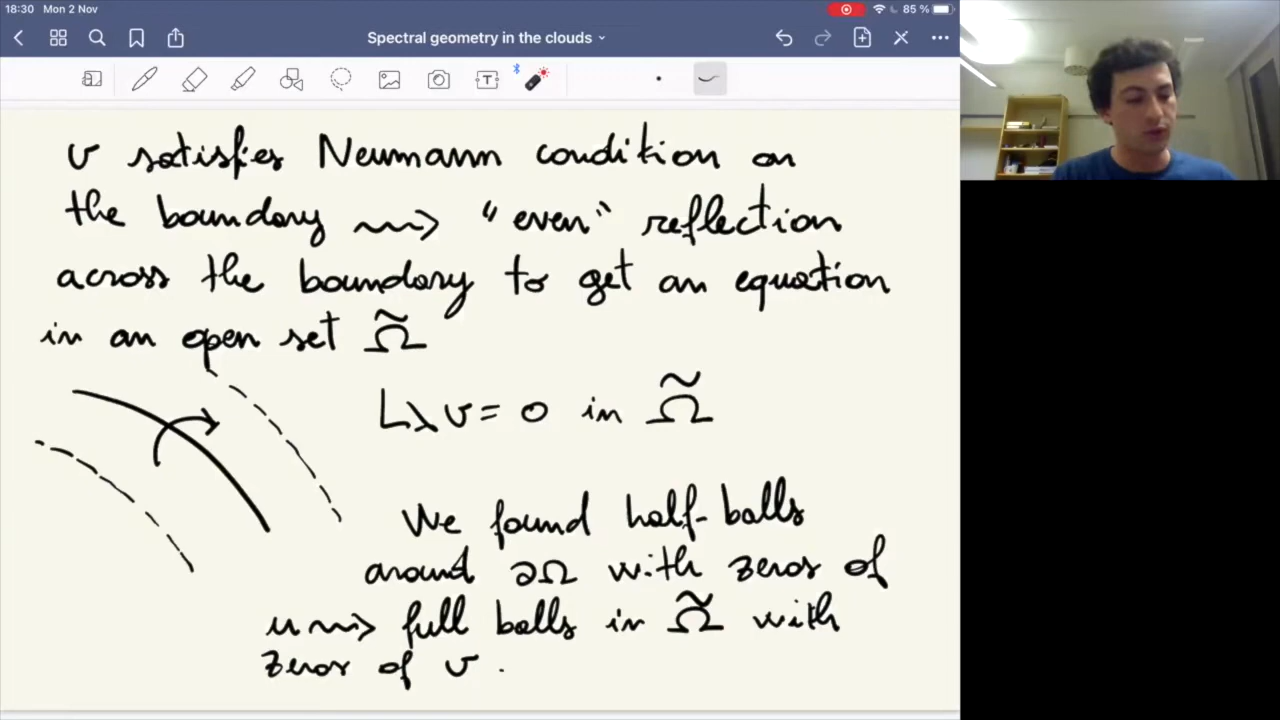 18:30 Mon 2 Nov
85 %
Spectral geometry in the clouds
T
v satisfies Neumann condition on
the boundary ⇝ "even" reflection
across the boundary to get an equation
in an open set Ω̃
Lλ v = 0 in Ω̃
We found half-balls
around ∂Ω with zeros of
u ⇝ full balls in Ω̃ with
zeros of v.